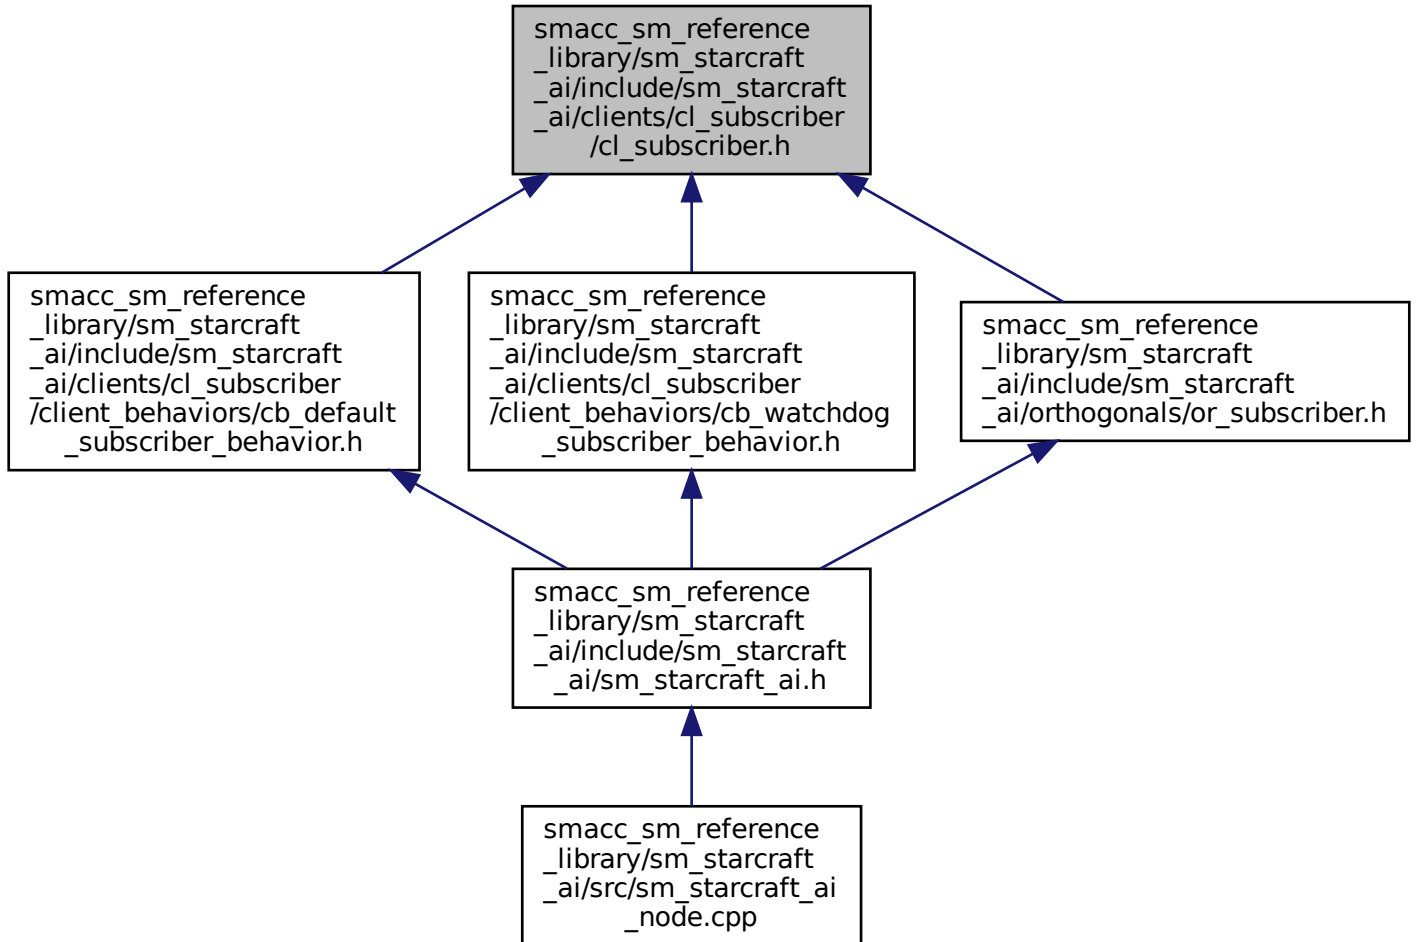 smacc_sm_reference
_library/sm_starcraft
_ai/include/sm_starcraft
_ai/clients/cl_subscriber
/cl_subscriber.h
smacc_sm_reference
_library/sm_starcraft
_ai/include/sm_starcraft
_ai/clients/cl_subscriber
/client_behaviors/cb_default
_subscriber_behavior.h
smacc_sm_reference
_library/sm_starcraft
_ai/include/sm_starcraft
_ai/clients/cl_subscriber
/client_behaviors/cb_watchdog
_subscriber_behavior.h
smacc_sm_reference
_library/sm_starcraft
_ai/include/sm_starcraft
_ai/orthogonals/or_subscriber.h
smacc_sm_reference
_library/sm_starcraft
_ai/include/sm_starcraft
_ai/sm_starcraft_ai.h
smacc_sm_reference
_library/sm_starcraft
_ai/src/sm_starcraft_ai
_node.cpp